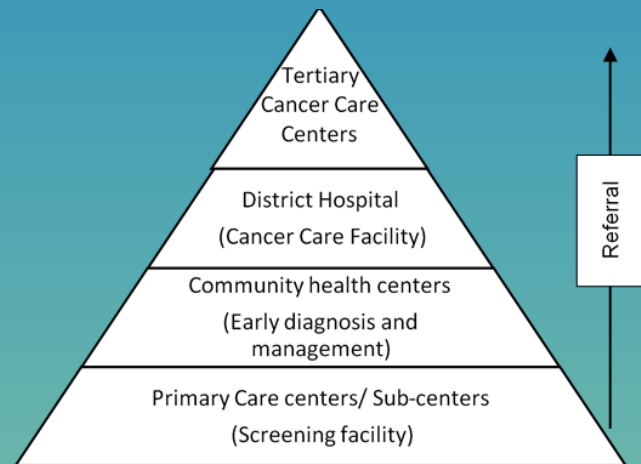 Tertiary
Cancer Care
Centers
District Hospital
(Cancer Care Facility)
Community health centers
(Early diagnosis and
management)
Primary Care centers/ Sub-centers
(Screening facility)
Referral